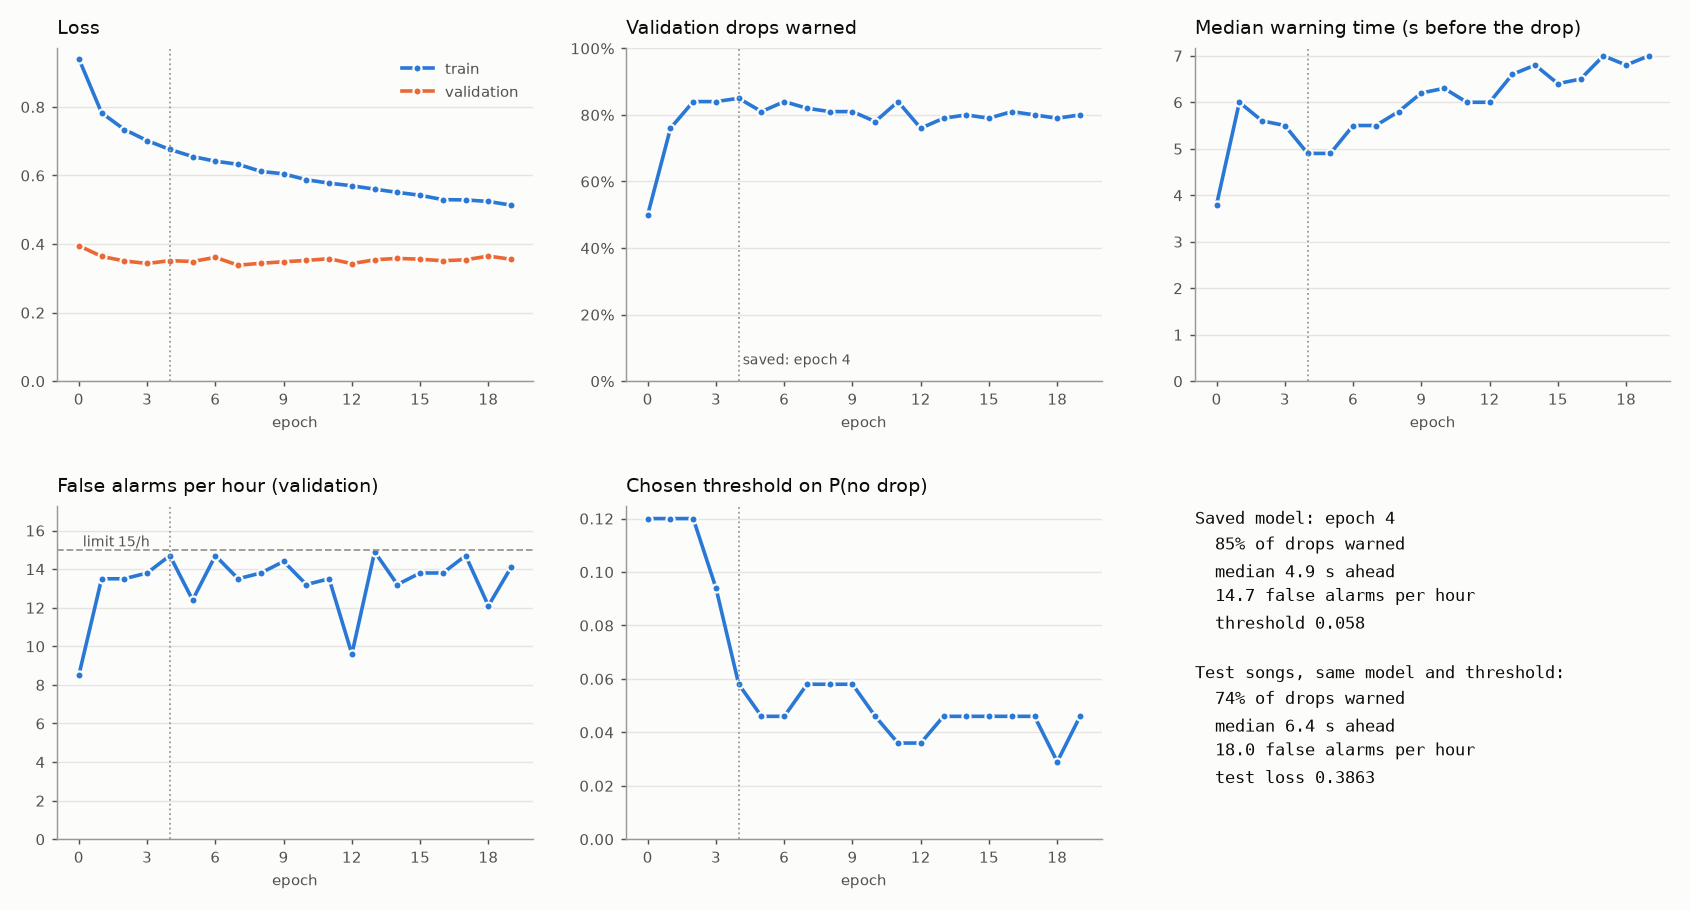 Loss
train
validation
0.8
0.6
0.4
0.2
0.0
0 3 6 9 12 15 18
epoch
Validation drops warned
100%
80%
60%
40%
20%
0%
saved: epoch 4
0 3 6 9 12 15 18
epoch
Median warning time (s before the drop)
7
6
5
4
3
2
1
0
0 3 6 9 12 15 18
epoch
False alarms per hour (validation)
16
limit 15/h
14
12
10
8
6
4
2
0
0 3 6 9 12 15 18
epoch
Chosen threshold on P(no drop)
0.12
0.10
0.08
0.06
0.04
0.02
0.00
0 3 6 9 12 15 18
epoch
Saved model: epoch 4
85% of drops warned
median 4.9 s ahead
14.7 false alarms per hour
threshold 0.058
Test songs, same model and threshold:
74% of drops warned
median 6.4 s ahead
18.0 false alarms per hour
test loss 0.3863